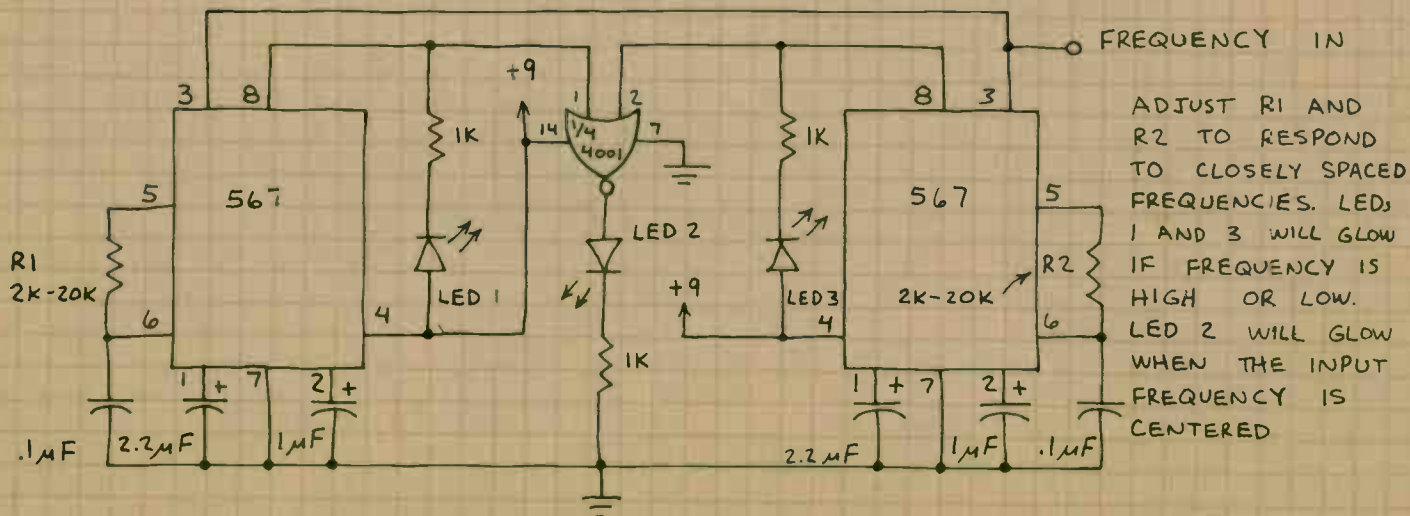 FREQUENCY IN
+9
3 8
1 2
8 3
14 1/4 7
4001
1K
1K
ADJUST R1 AND
R2 TO RESPOND
TO CLOSELY SPACED
FREQUENCIES. LEDs
1 AND 3 WILL GLOW
IF FREQUENCY IS
HIGH OR LOW.
LED 2 WILL GLOW
WHEN THE INPUT
FREQUENCY IS
CENTERED
5 567
567 5
LED 2
R1
2K-20K
LED 1
+9
LED 3
2K-20K
R2
6 4
4 6
1K
1 + 7 2 +
1 + 7 2 +
.1µF 2.2µF 1µF
2.2µF 1µF .1µF